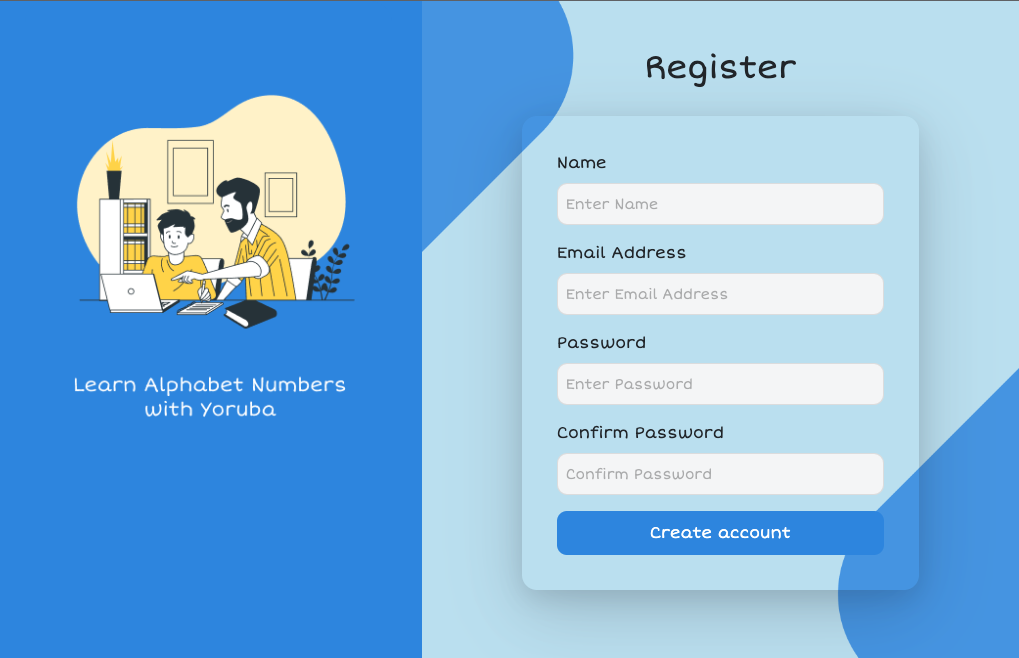 Learn Alphabet Numbers
with Yoruba
Register
Name
Enter Name
Email Address
Enter Email Address
Password
Enter Password
Confirm Password
Confirm Password
Create account